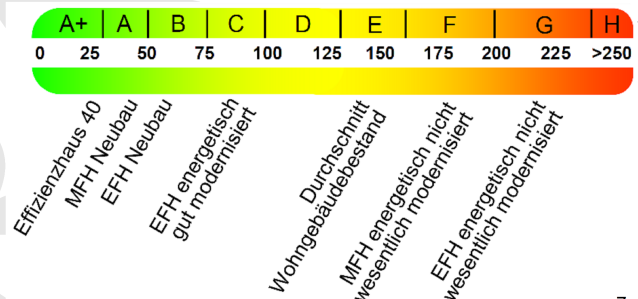 A+ A B C D E F G H
0 25 50 75 100 125 150 175 200 225 >250
Effizienzhaus 40
MFH Neubau
EFH Neubau
EFH energetisch
gut modernisiert
Durchschnitt
Wohngebäudebestand
MFH energetisch nicht
wesentlich modernisiert
EFH energetisch nicht
wesentlich modernisiert